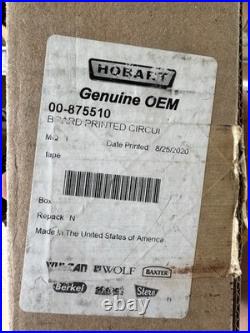 HOBART
Genuine OEM
00-875510
BOARD PRINTED CIRCUI
Date Printed: 8/25/2020
Tape
Box
Repack: N
Made in The United States of America
VULCAN WOLF BAXTER
Berkel Stero